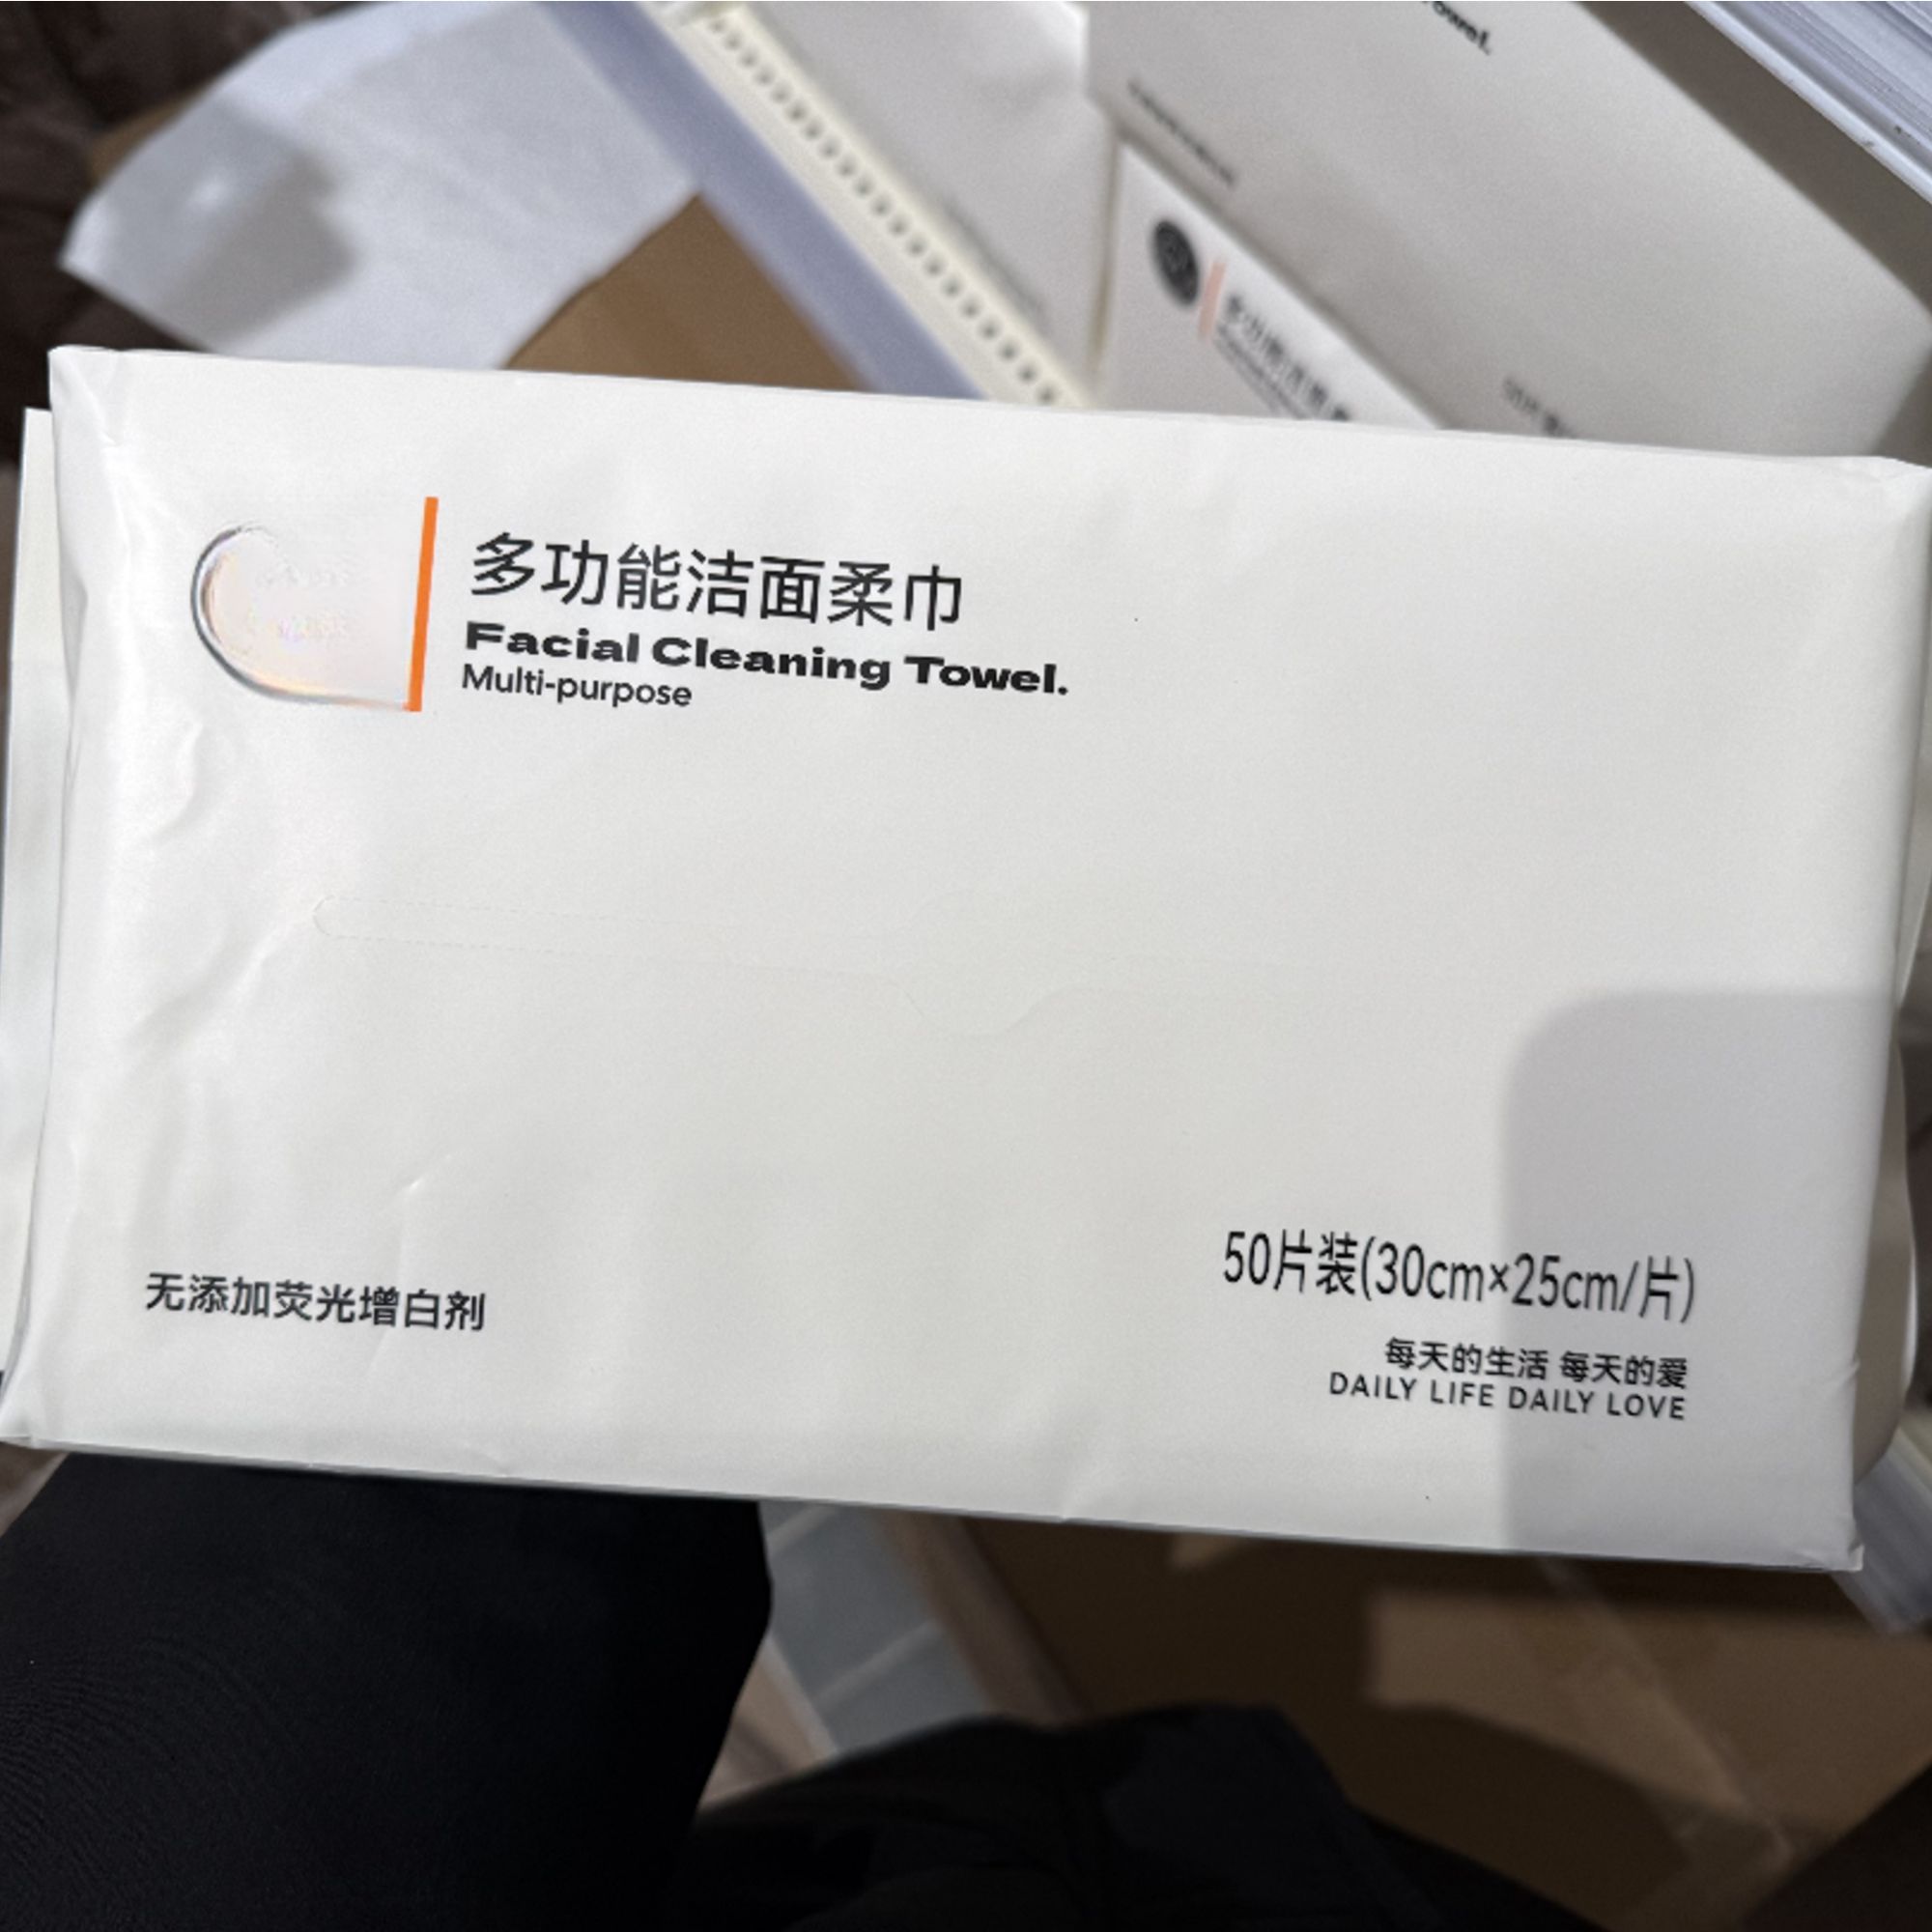 owel.
多功能洁面柔巾
Facial Cleaning Towel.
Multi-purpose
无添加荧光增白剂
50片装(30cm×25cm/片)
每天的生活 每天的爱
DAILY LIFE DAILY LOVE